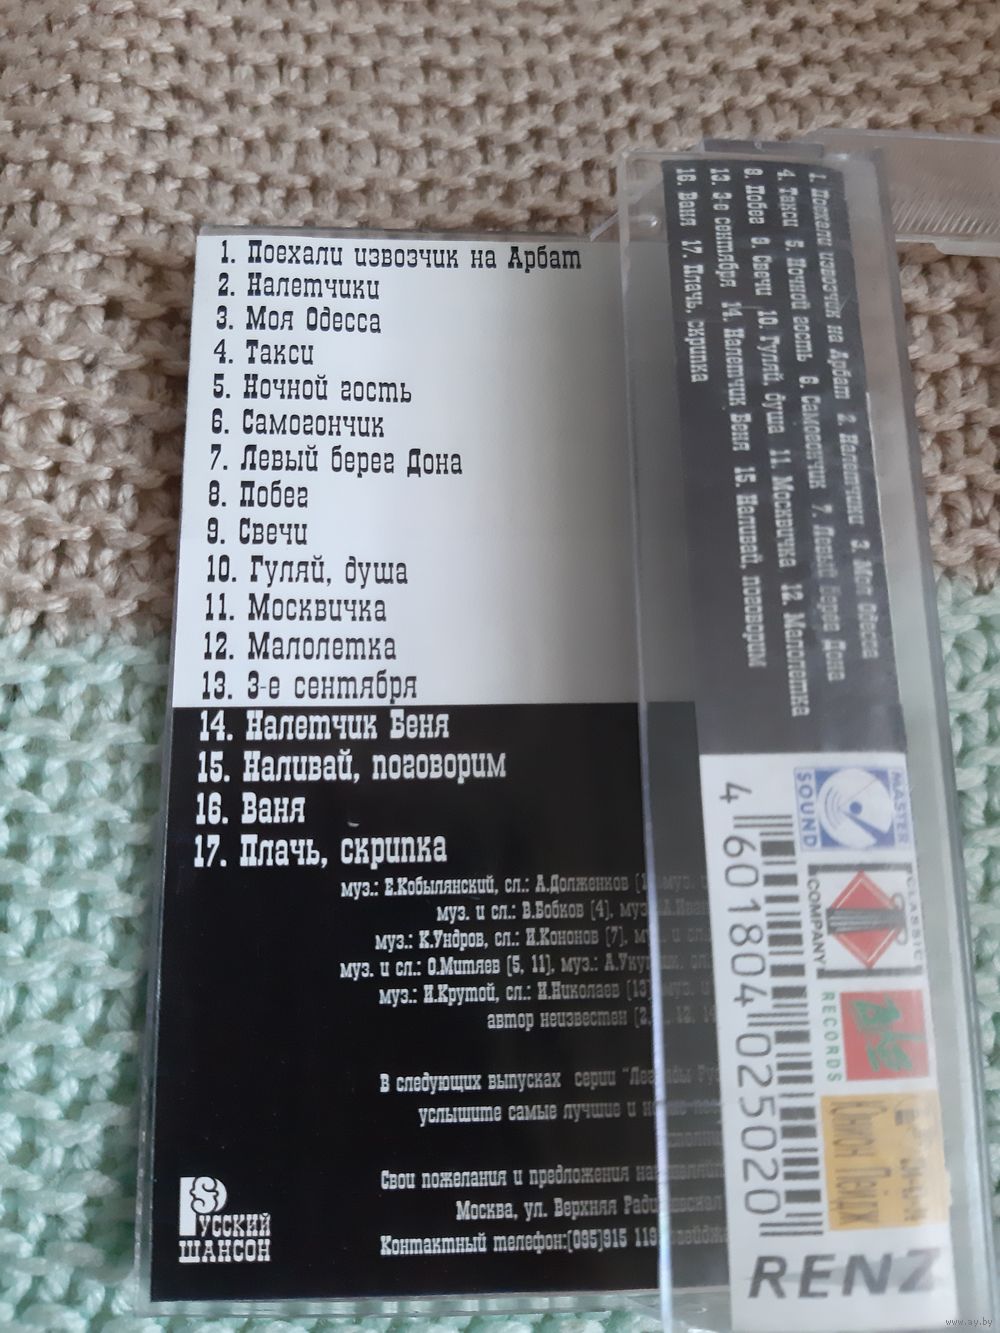 1. Поехали извозчик на Арбат
2. Налетчики
3. Моя Одесса
4. Такси
5. Ночной гость
6. Самогончик
7. Левый берег Дона
8. Побег
9. Свечи
10. Гуляй, душа
11. Москвичка
12. Малолетка
13. 3-е сентября
14. Налетчик Беня
15. Наливай, поговорим
16. Ваня
17. Плачь, скрипка
муз.: Е.Кобылянский, сл.: А.Долженков
муз. и сл.: В.Бобков (4), муз
муз.: К.Ундров, сл.: И.Кононов (7),
муз. и сл.: О.Митяев (5, 11), муз.:
муз.: И.Крутой, сл.: И.Николаев (13)
автор неизвестен
В следующих выпусках серии "Легенды
услышите самые лучшие и
Свои пожелания и предложения
Москва, ул. Верхняя
Контактный телефон:(095)915
Русский
Шансон
1. Поехали извозчик на Арбат 2. Налетчики 3. Моя Одесса
4. Такси 5. Ночной гость 6. Самогончик 7. Левый берег Дона
8. Побег 9. Свечи 10. Гуляй, душа 11. Москвичка 12. Малолетка
13. 3-е сентября 14. Налетчик Беня 15. Наливай, поговорим
16. Ваня 17. Плачь, скрипка
MASTER
SOUND
CLASSIC
COMPANY
RECORDS
Юнион Лендх
4 601804 025020
RENZ
www.ay.by